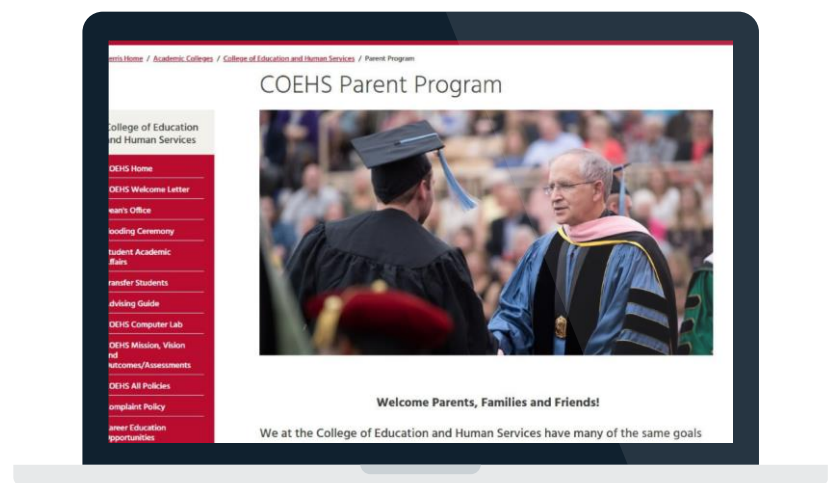 erris Home / Academic Colleges / College of Education and Human Services / Parent Program
COEHS Parent Program
College of Education
and Human Services
OEHS Home
OEHS Welcome Letter
ean's Office
ooding Ceremony
tudent Academic
ffairs
ransfer Students
dvising Guide
OEHS Computer Lab
OEHS Mission, Vision
nd
utcomes/Assessments
OEHS All Policies
omplaint Policy
areer Education
pportunities
Welcome Parents, Families and Friends!
We at the College of Education and Human Services have many of the same goals